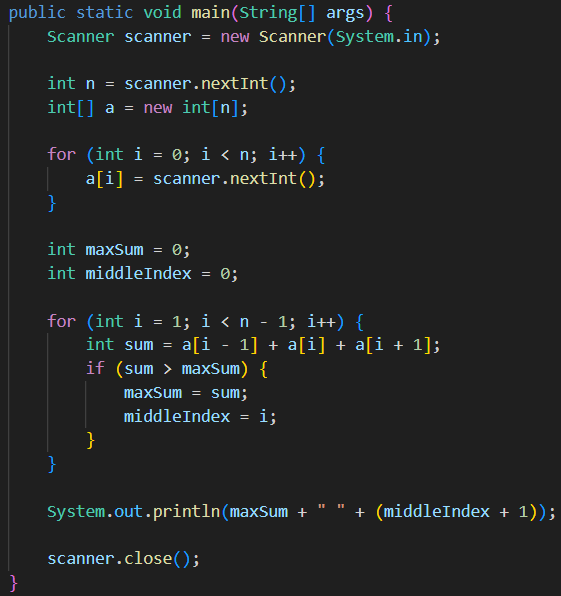 public static void main(String[] args) {
    Scanner scanner = new Scanner(System.in);

    int n = scanner.nextInt();
    int[] a = new int[n];

    for (int i = 0; i < n; i++) {
        a[i] = scanner.nextInt();
    }

    int maxSum = 0;
    int middleIndex = 0;

    for (int i = 1; i < n - 1; i++) {
        int sum = a[i - 1] + a[i] + a[i + 1];
        if (sum > maxSum) {
            maxSum = sum;
            middleIndex = i;
        }
    }

    System.out.println(maxSum + " " + (middleIndex + 1));

    scanner.close();
}